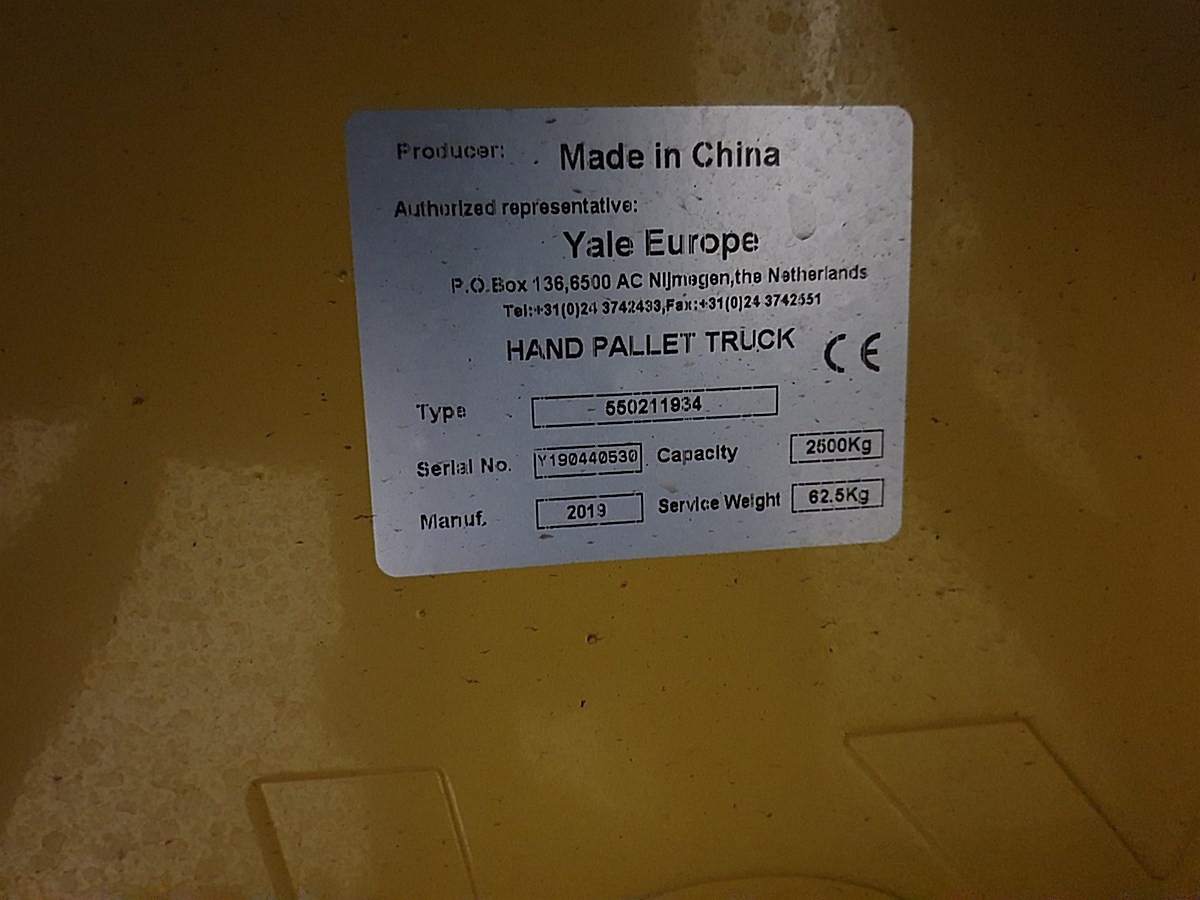 Producer: Made in China
Authorized representative:
Yale Europe
P.O.Box 136,6500 AC Nijmegen,the Netherlands
Tel:+31(0)24 3742433,Fax:+31(0)24 3742551
HAND PALLET TRUCK CE
Type 550211934
Serial No. Y190440530 Capacity 2500Kg
Manuf. 2019 Service Weight 62.5Kg